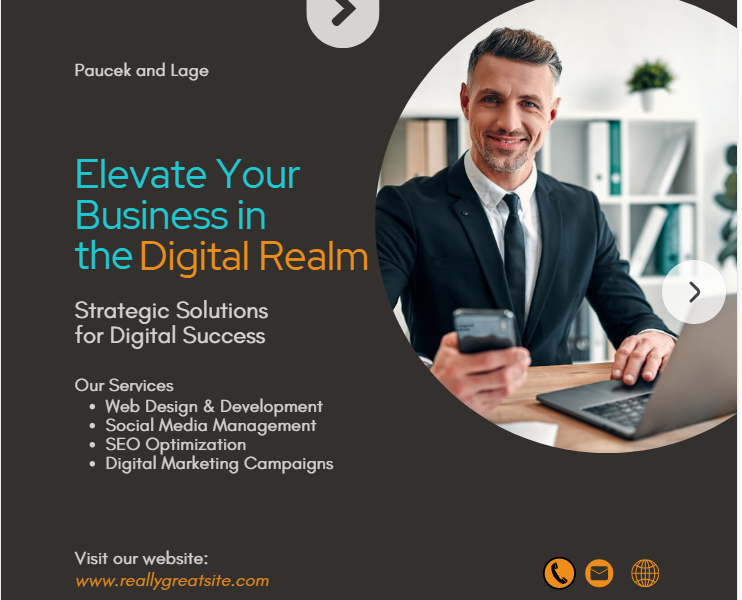 Paucek and Lage
Elevate Your
Business in
the Digital Realm
Strategic Solutions
for Digital Success
Our Services
• Web Design & Development
• Social Media Management
• SEO Optimization
• Digital Marketing Campaigns
Visit our website:
www.reallygreatsite.com